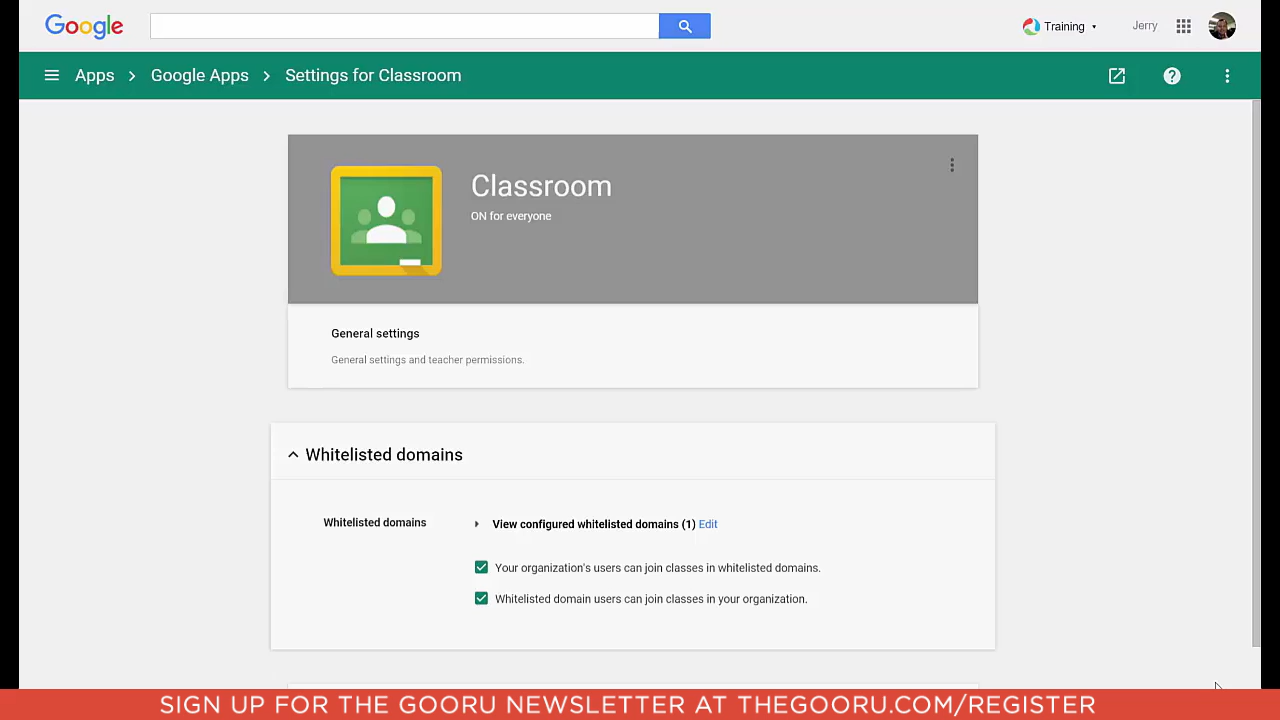 Google
Training
Jerry
Apps
Google Apps
Settings for Classroom
Classroom
ON for everyone
General settings
General settings and teacher permissions.
Whitelisted domains
Whitelisted domains
View configured whitelisted domains (1) Edit
Your organization's users can join classes in whitelisted domains.
Whitelisted domain users can join classes in your organization.
SIGN UP FOR THE GOORU NEWSLETTER AT THEGOORU.COM/REGISTER